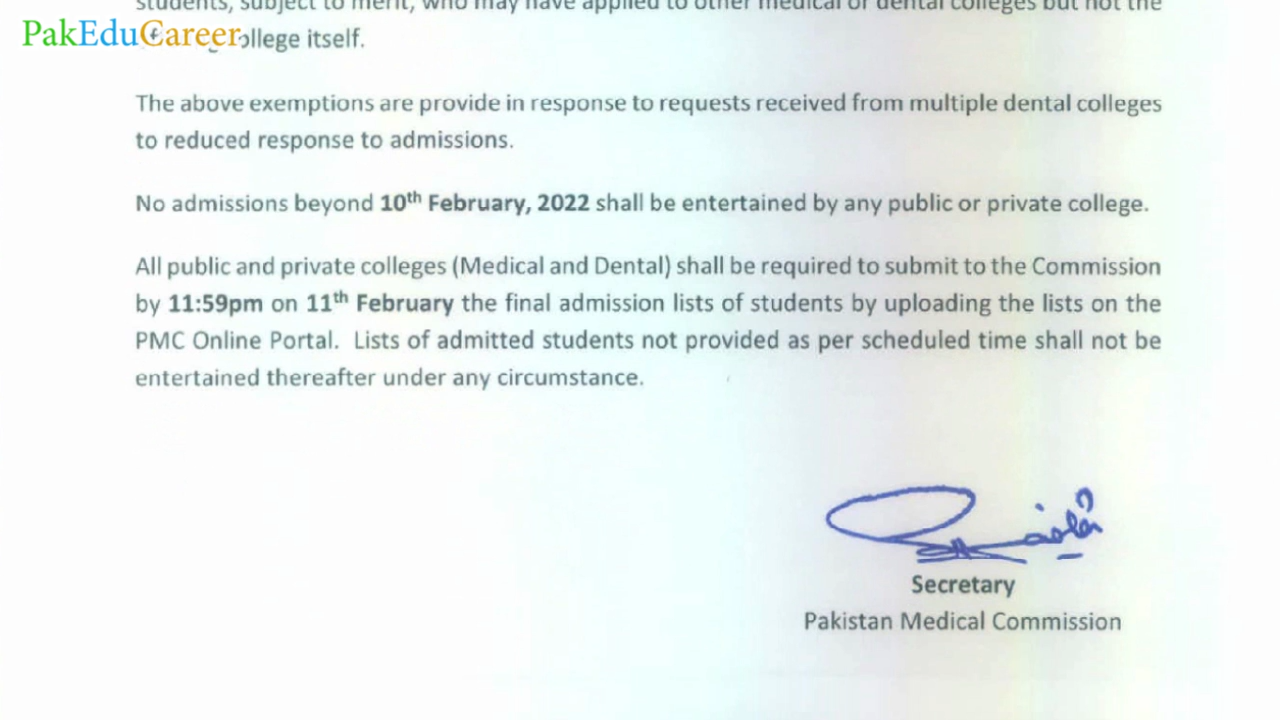 students, subject to merit, who may have applied to other medical or dental colleges but not the
PakEduCareer
ollege itself.
The above exemptions are provide in response to requests received from multiple dental colleges
to reduced response to admissions.
No admissions beyond 10th February, 2022 shall be entertained by any public or private college.
All public and private colleges (Medical and Dental) shall be required to submit to the Commission
by 11:59pm on 11th February the final admission lists of students by uploading the lists on the
PMC Online Portal. Lists of admitted students not provided as per scheduled time shall not be
entertained thereafter under any circumstance.
Secretary
Pakistan Medical Commission